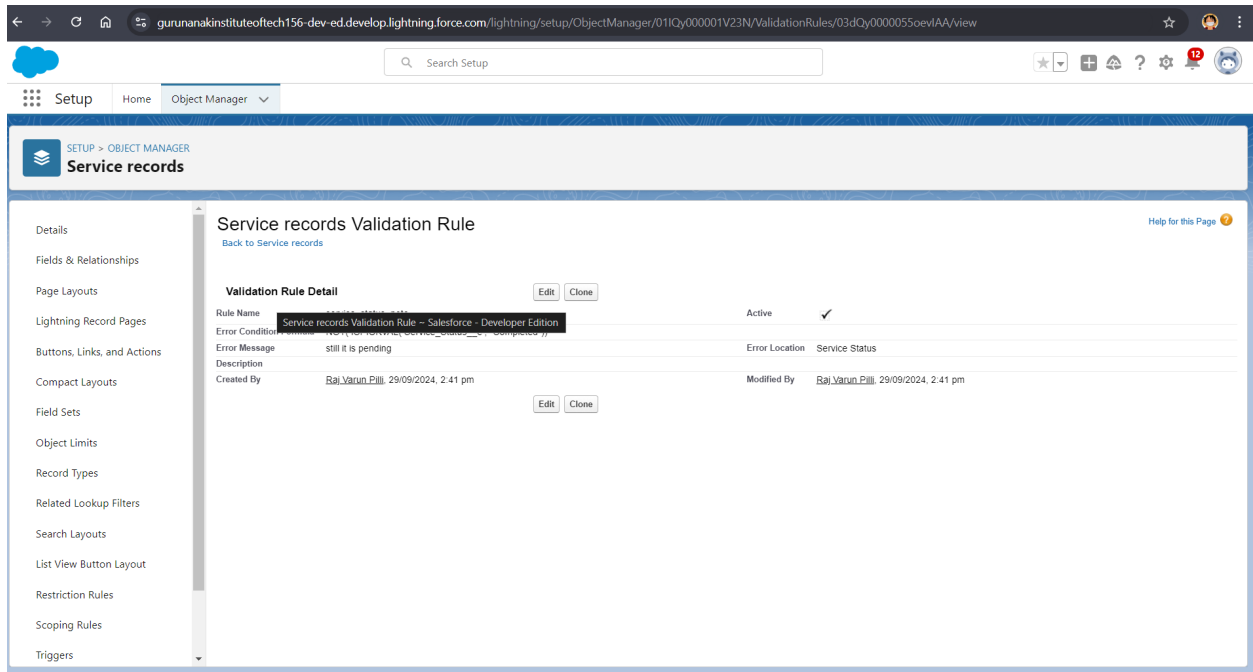 gurunanakinstituteoftech156-dev-ed.develop.lightning.force.com/lightning/setup/ObjectManager/01IQy000001V23N/ValidationRules/03dQy0000055oevIAA/view
Search Setup
12
Setup
Home
Object Manager
SETUP > OBJECT MANAGER
Service records
Details
Fields & Relationships
Page Layouts
Lightning Record Pages
Buttons, Links, and Actions
Compact Layouts
Field Sets
Object Limits
Record Types
Related Lookup Filters
Search Layouts
List View Button Layout
Restriction Rules
Scoping Rules
Triggers
Service records Validation Rule
Help for this Page
Back to Service records
Validation Rule Detail
Edit Clone
Rule Name
Active
Service records Validation Rule ~ Salesforce - Developer Edition
Error Condition
Error Message still it is pending Error Location Service Status
Description
Created By Raj Varun Pilli, 29/09/2024, 2:41 pm Modified By Raj Varun Pilli, 29/09/2024, 2:41 pm
Edit Clone